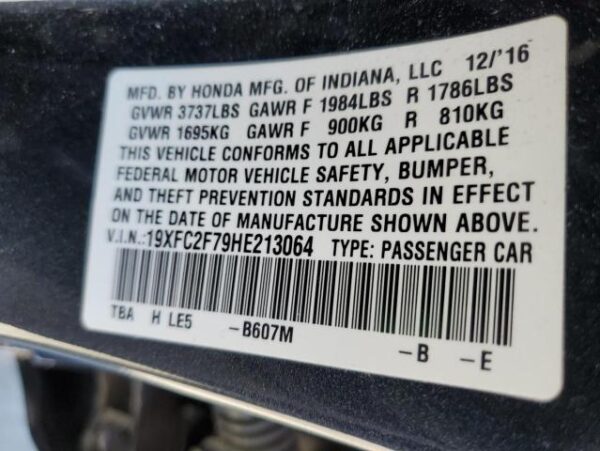 MFD. BY HONDA MFG. OF INDIANA, LLC 12/'16
GVWR 3737LBS GAWR F 1984LBS R 1786LBS
GVWR 1695KG GAWR F 900KG R 810KG
THIS VEHICLE CONFORMS TO ALL APPLICABLE
FEDERAL MOTOR VEHICLE SAFETY, BUMPER,
AND THEFT PREVENTION STANDARDS IN EFFECT
ON THE DATE OF MANUFACTURE SHOWN ABOVE.
V.I.N.:19XFC2F79HE213064 TYPE: PASSENGER CAR
TBA H LE5 -B607M -B -E